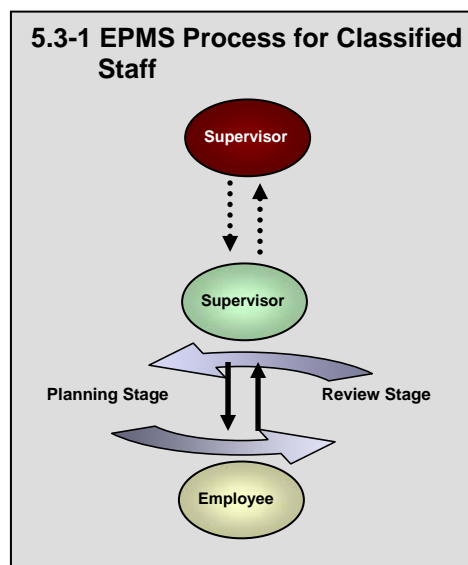 5.3-1 EPMS Process for Classified
Staff
Supervisor
Supervisor
Planning Stage
Review Stage
Employee